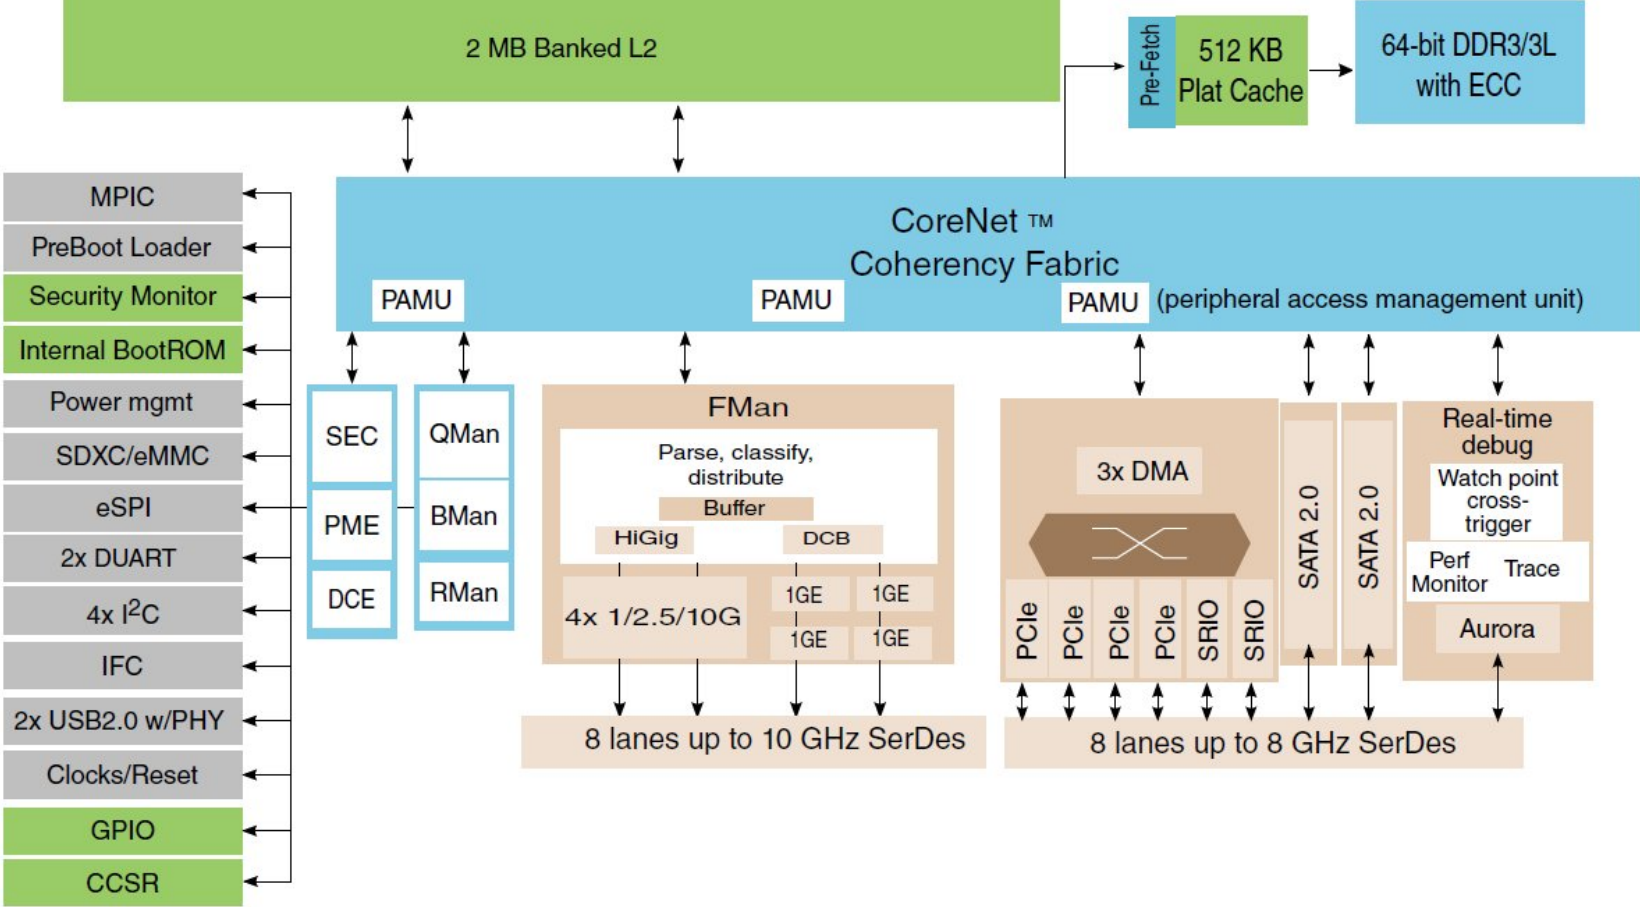 2 MB Banked L2
Pre-Fetch
512 KB
Plat Cache
64-bit DDR3/3L
with ECC
CoreNet TM
Coherency Fabric
PAMU
PAMU
PAMU (peripheral access management unit)
MPIC
PreBoot Loader
Security Monitor
Internal BootROM
Power mgmt
SDXC/eMMC
eSPI
2x DUART
4x I²C
IFC
2x USB2.0 w/PHY
Clocks/Reset
GPIO
CCSR
SEC
PME
DCE
QMan
BMan
RMan
FMan
Parse, classify,
distribute
Buffer
HiGig
DCB
4x 1/2.5/10G
1GE
1GE
1GE
1GE
8 lanes up to 10 GHz SerDes
3x DMA
PCIe
PCIe
PCIe
PCIe
SRIO
SRIO
SATA 2.0
SATA 2.0
Real-time
debug
Watch point
cross-
trigger
Perf
Monitor
Trace
Aurora
8 lanes up to 8 GHz SerDes